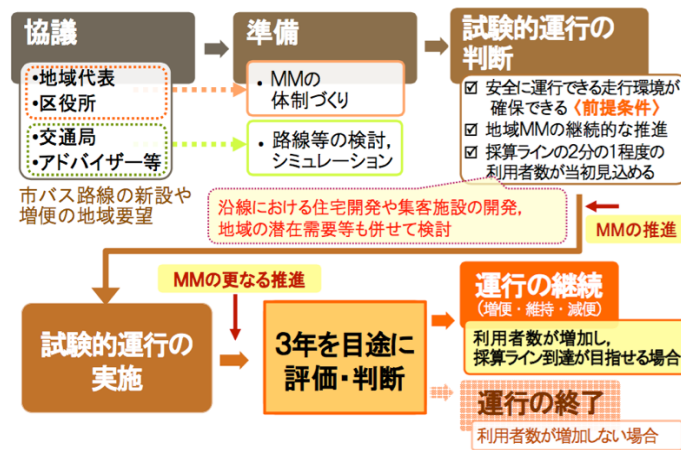 協議
・地域代表
・区役所
・交通局
・アドバイザー等
市バス路線の新設や
増便の地域要望
準備
・MMの
体制づくり
・路線等の検討,
シミュレーション
試験的運行の
判断
☑ 安全に運行できる走行環境が
確保できる〈前提条件〉
☑ 地域MMの継続的な推進
☑ 採算ラインの2分の1程度の
利用者数が当初見込める
沿線における住宅開発や集客施設の開発,
地域の潜在需要等も併せて検討
MMの推進
MMの更なる推進
試験的運行の
実施
3年を目途に
評価・判断
運行の継続
(増便・維持・減便)
利用者数が増加し,
採算ライン到達が目指せる場合
運行の終了
利用者数が増加しない場合